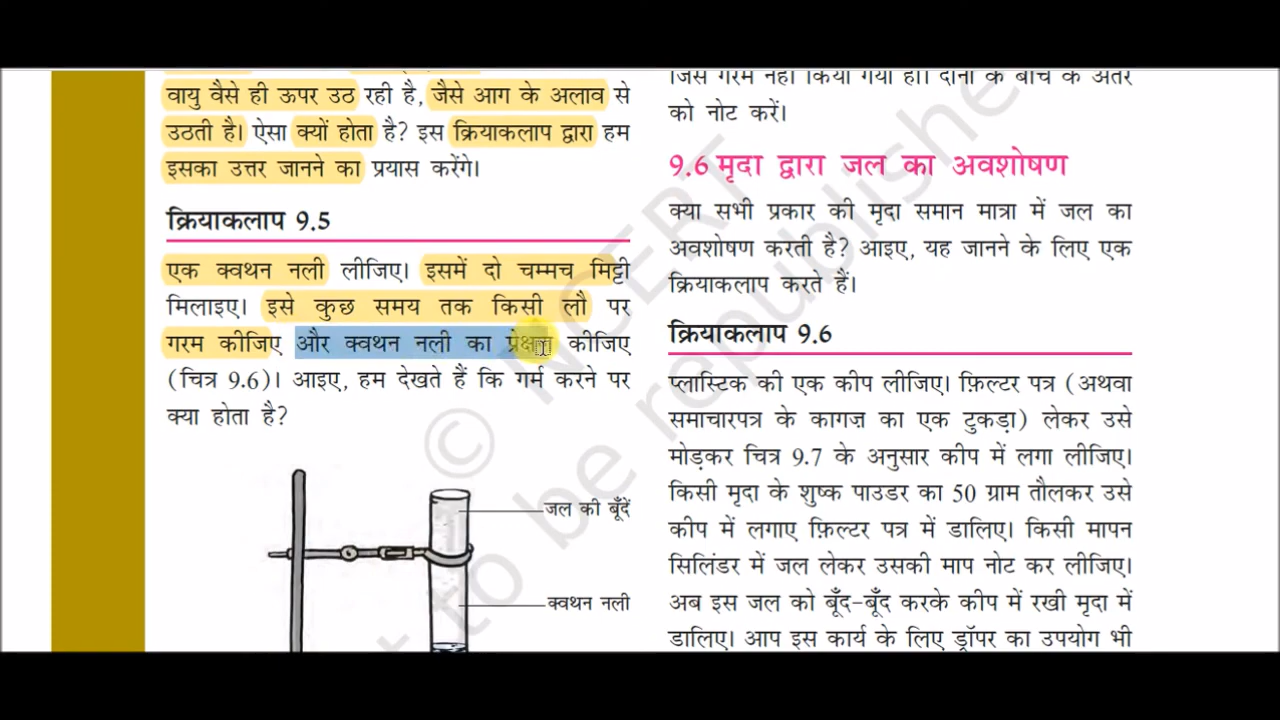 वायु वैसे ही ऊपर उठ रही है, जैसे आग के अलाव से
उठती है। ऐसा क्यों होता है? इस क्रियाकलाप द्वारा हम
इसका उत्तर जानने का प्रयास करेंगे।
क्रियाकलाप 9.5
एक क्वथन नली लीजिए। इसमें दो चम्मच मिट्टी
मिलाइए। इसे कुछ समय तक किसी लौ पर
गरम कीजिए और क्वथन नली का प्रेक्षण कीजिए
(चित्र 9.6)। आइए, हम देखते हैं कि गर्म करने पर
क्या होता है?
जल की बूँदें
क्वथन नली
जिसे गरम नहीं किया गया हो। दोनों के बीच के अंतर
को नोट करें।
9.6 मृदा द्वारा जल का अवशोषण
क्या सभी प्रकार की मृदा समान मात्रा में जल का
अवशोषण करती है? आइए, यह जानने के लिए एक
क्रियाकलाप करते हैं।
क्रियाकलाप 9.6
प्लास्टिक की एक कीप लीजिए। फ़िल्टर पत्र (अथवा
समाचारपत्र के कागज़ का एक टुकड़ा) लेकर उसे
मोड़कर चित्र 9.7 के अनुसार कीप में लगा लीजिए।
किसी मृदा के शुष्क पाउडर का 50 ग्राम तौलकर उसे
कीप में लगाए फ़िल्टर पत्र में डालिए। किसी मापन
सिलिंडर में जल लेकर उसकी माप नोट कर लीजिए।
अब इस जल को बूँद-बूँद करके कीप में रखी मृदा में
डालिए। आप इस कार्य के लिए ड्रॉपर का उपयोग भी
© NCERT
to be republishe